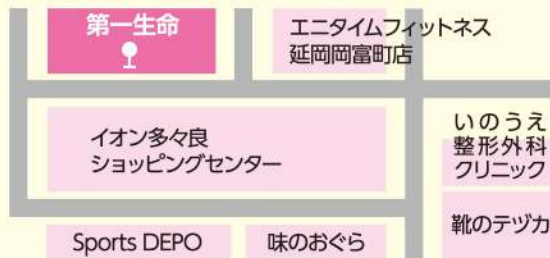 第一生命
エニタイムフィットネス
延岡岡富町店
イオン多々良
ショッピングセンター
いのうえ
整形外科
クリニック
靴のテヅカ
Sports DEPO
味のおぐら